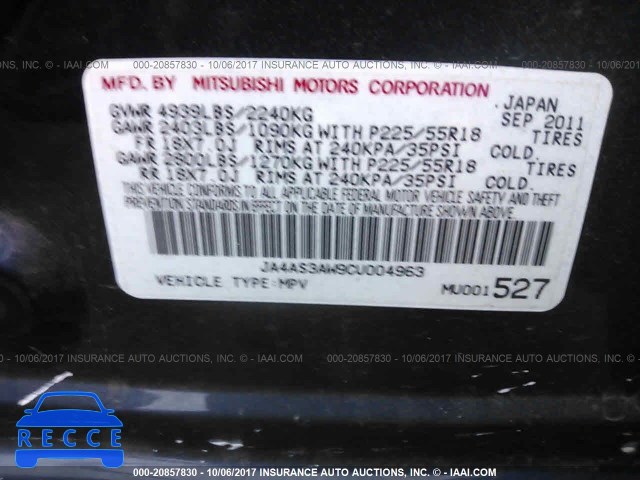 000-20857830 - 10/06/2017 INSURANCE AUTO AUCTIONS, INC. - IAAI.COM
IAAI.COM
MFD. BY MITSUBISHI MOTORS CORPORATION
GVWR 4939LBS/2240KG JAPAN
GAWR 2403LBS/1090KG WITH P225/55R18 SEP 2011
FR 18X7.0J RIMS AT 240KPA/35PSI COLD. TIRES
GAWR 2800LBS/1270KG WITH P225/55R18 TIRES
RR 18X7.0J RIMS AT 240KPA/35PSI COLD.
THIS VEHICLE CONFORMS TO ALL APPLICABLE FEDERAL MOTOR VEHICLE SAFETY AND THEFT
PREVENTION STANDARDS IN EFFECT ON THE DATE OF MANUFACTURE SHOWN ABOVE.
JA4AS3AW9CU004963
VEHICLE TYPE:MPV MU001527
IAAI.COM 000-20857830 - 10/06/2017 INSURANCE AUTO AUCTIONS, INC. - IAAI.COM
RECCE
000-20857830 - 10/06/2017 INSURANCE AUTO AUCTIONS, INC. - IAAI.COM